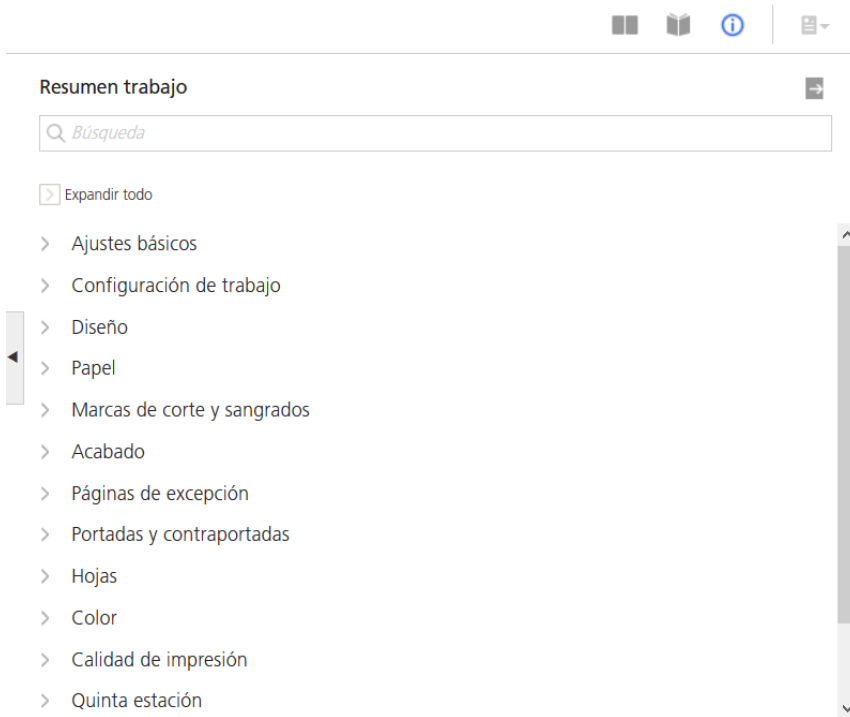 Resumen trabajo
Búsqueda
Expandir todo
Ajustes básicos
Configuración de trabajo
Diseño
Papel
Marcas de corte y sangrados
Acabado
Páginas de excepción
Portadas y contraportadas
Hojas
Color
Calidad de impresión
Quinta estación